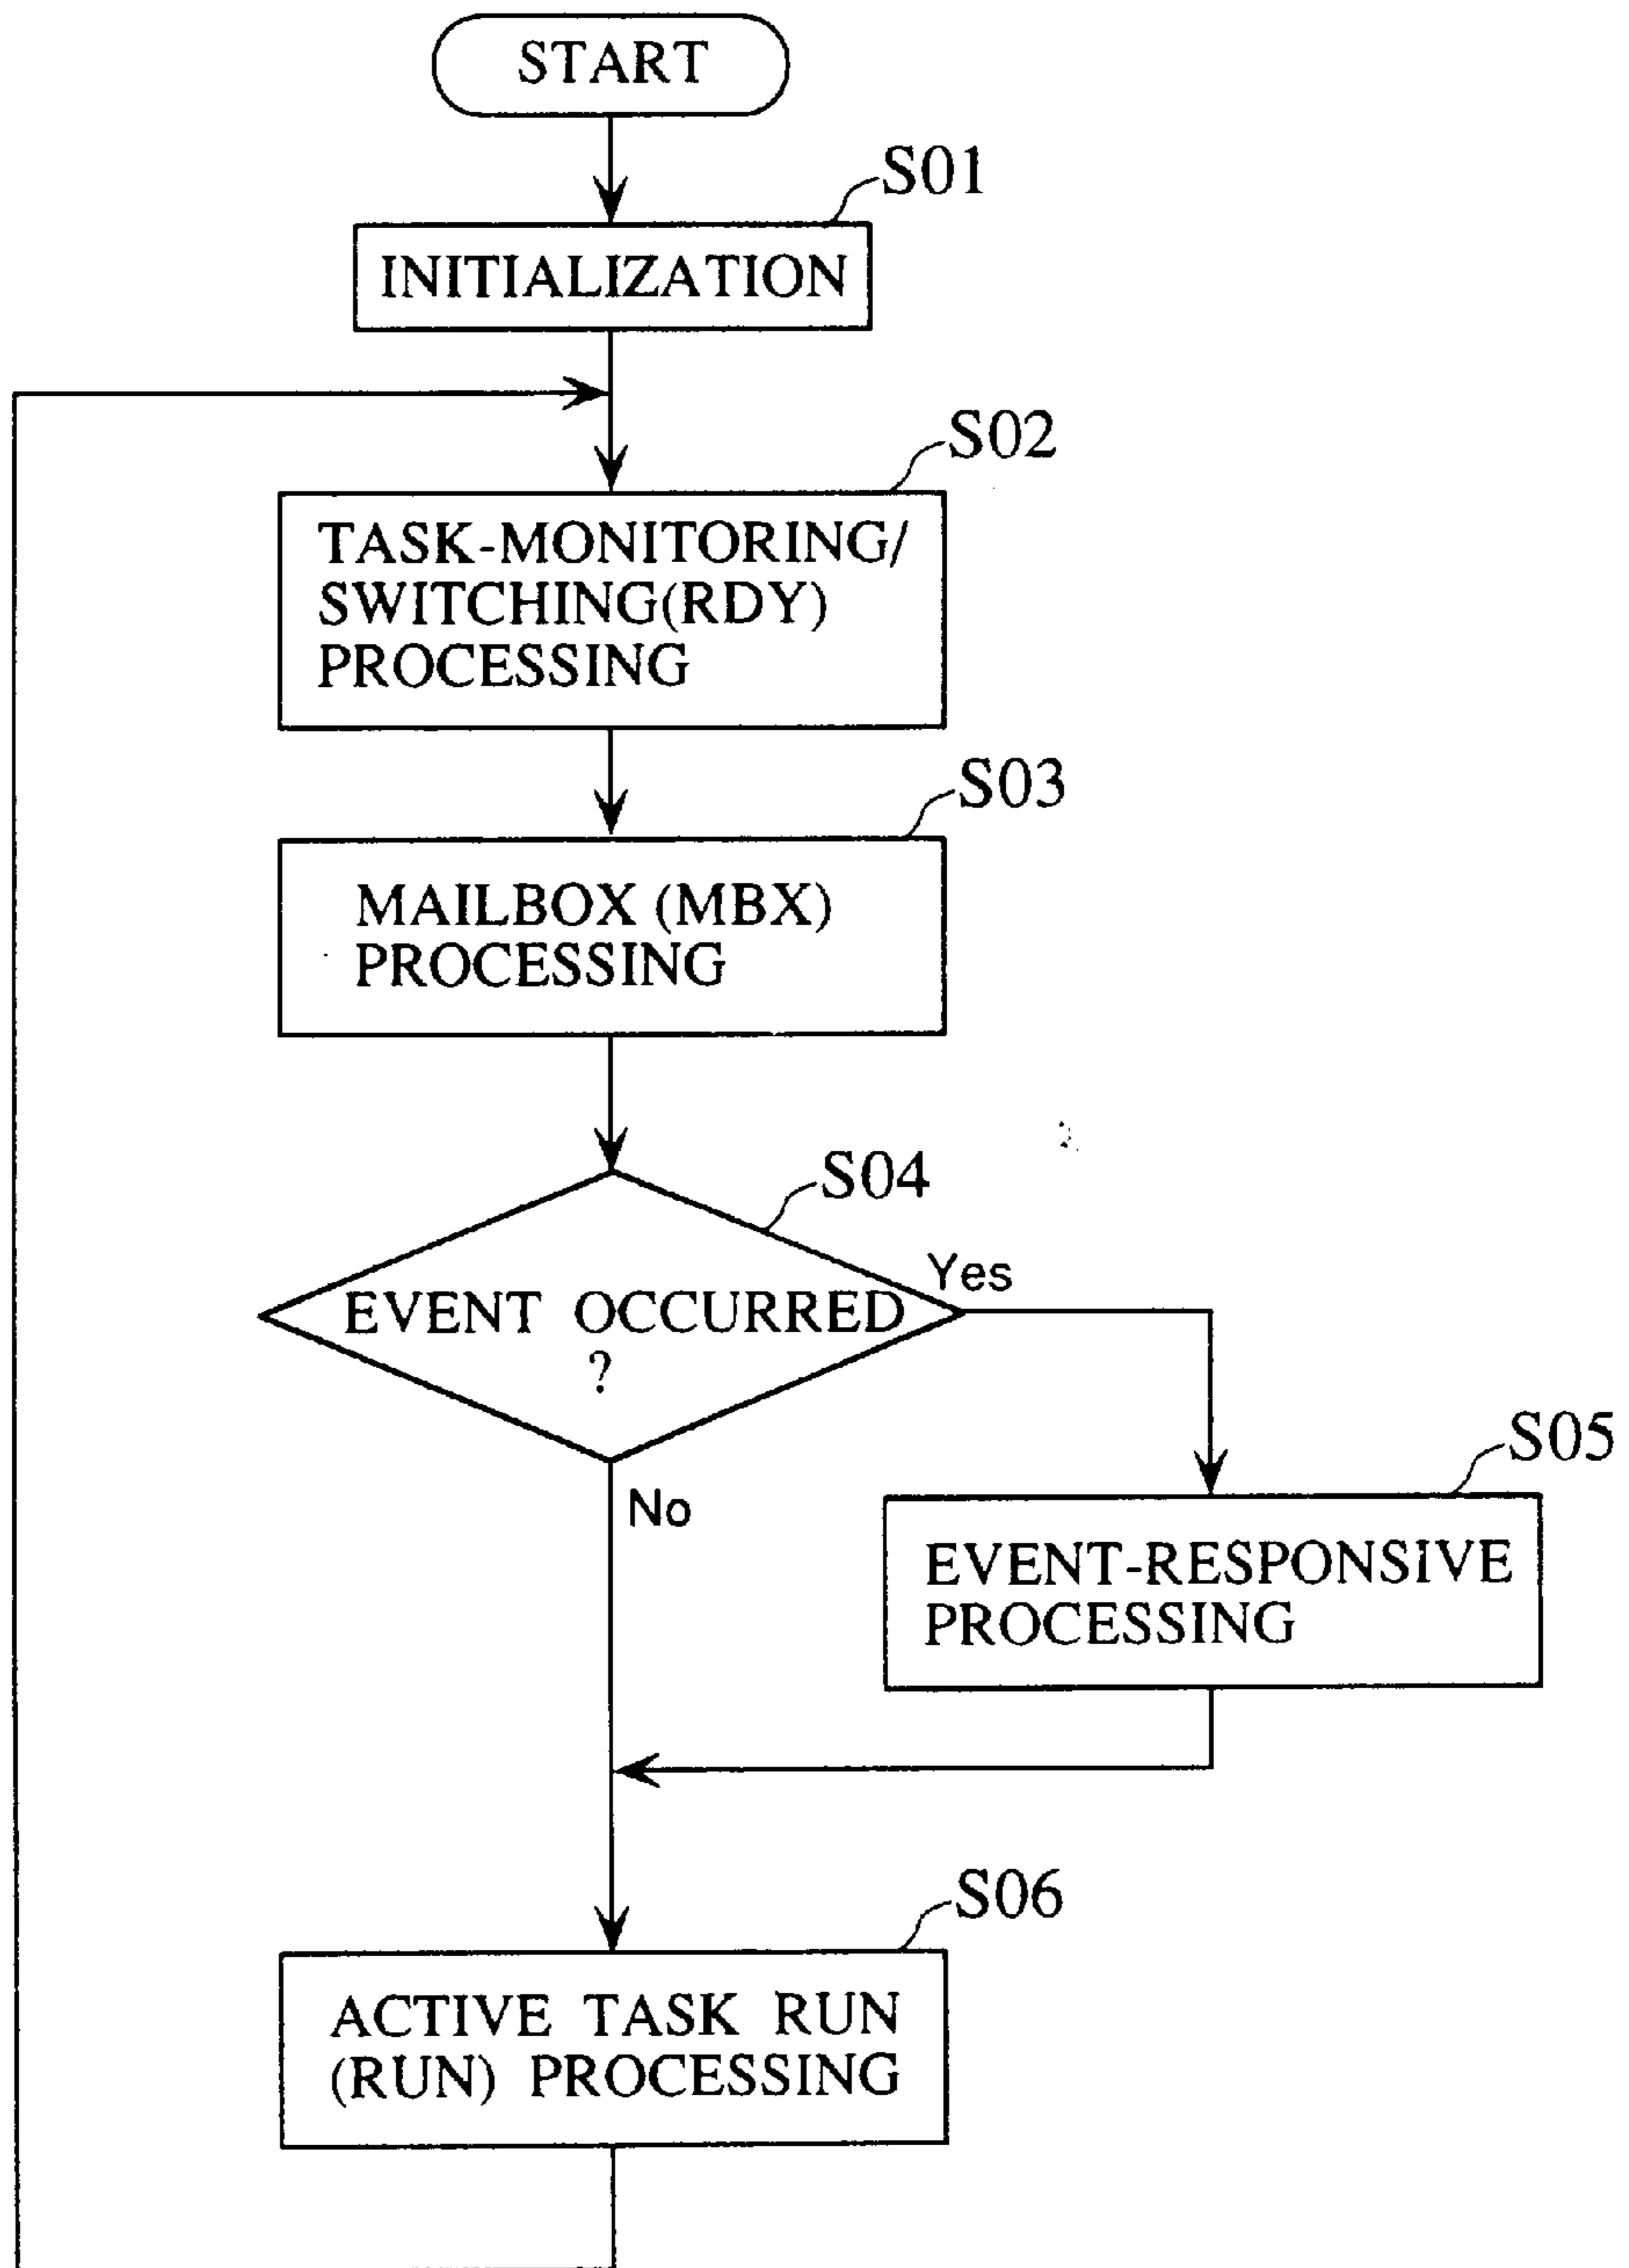 START
S01
INITIALIZATION
S02
TASK-MONITORING/
SWITCHING(RDY)
PROCESSING
S03
MAILBOX (MBX)
PROCESSING
S04
Yes
EVENT OCCURRED
?
No
S05
EVENT-RESPONSIVE
PROCESSING
S06
ACTIVE TASK RUN
(RUN) PROCESSING